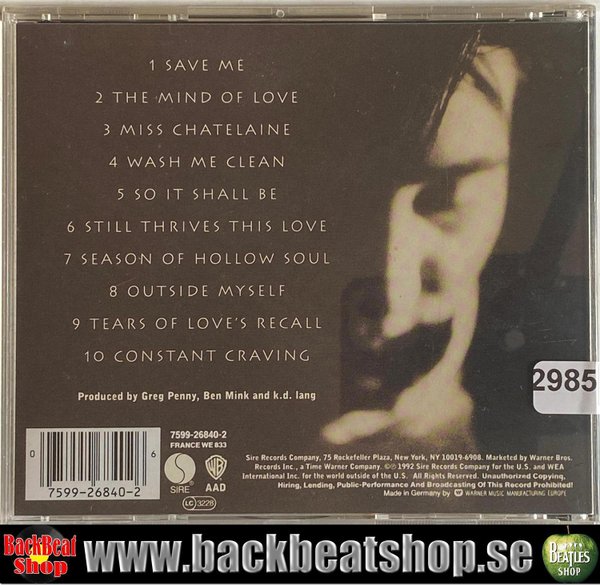 1 SAVE ME
2 THE MIND OF LOVE
3 MISS CHATELAINE
4 WASH ME CLEAN
5 SO IT SHALL BE
6 STILL THRIVES THIS LOVE
7 SEASON OF HOLLOW SOUL
8 OUTSIDE MYSELF
9 TEARS OF LOVE'S RECALL
10 CONSTANT CRAVING
Produced by Greg Penny, Ben Mink and k.d. lang
2985
0 6
7599-26840-2
7599-26840-2
FRANCE WE 833
SIRE
WB
AAD
LC 3228
Sire Records Company, 75 Rockefeller Plaza, New York, NY 10019-6908. Marketed by Warner Bros.
Records Inc., a Time Warner Company. ©℗ 1992 Sire Records Company for the U.S. and WEA
International Inc. for the world outside of the U.S. All Rights Reserved. Unauthorized Copying,
Hiring, Lending, Public-Performance And Broadcasting Of This Record Prohibited!
Made in Germany by WARNER MUSIC MANUFACTURING EUROPE
BackBeat
Shop
www.backbeatshop.se
BEATLES
SHOP